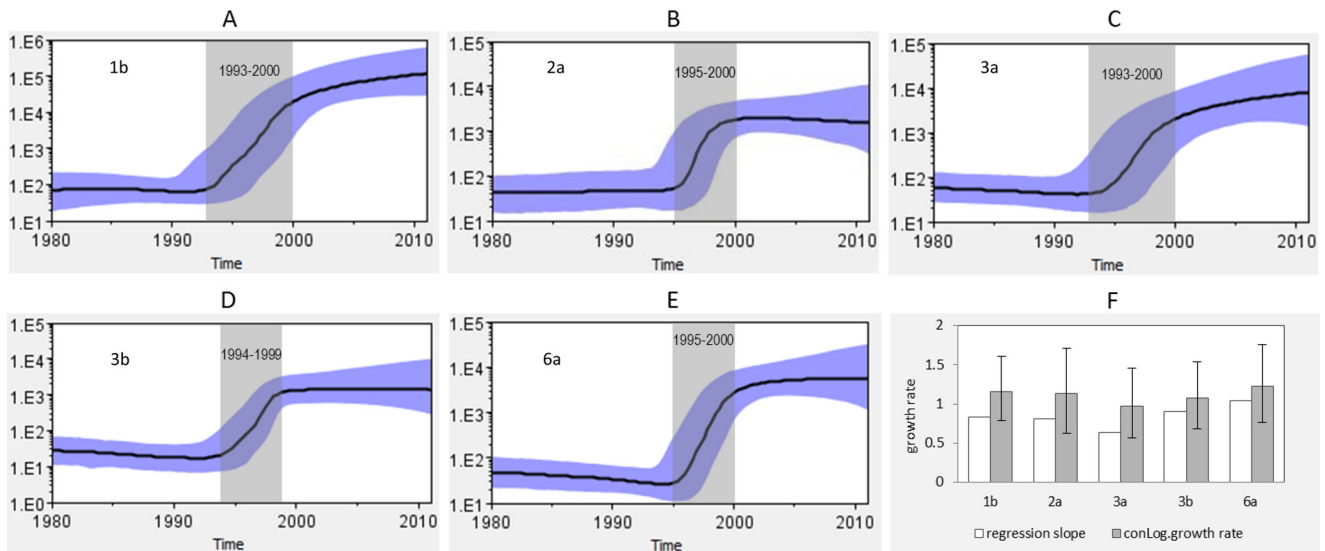 A
1.E6
1.E5
1.E4
1.E3
1.E2
1.E1
1b
1993-2000
1980 1990 2000 2010
Time
B
1.E5
1.E4
1.E3
1.E2
1.E1
2a
1995-2000
1980 1990 2000 2010
Time
C
1.E5
1.E4
1.E3
1.E2
1.E1
3a
1993-2000
1980 1990 2000 2010
Time
D
1.E5
1.E4
1.E3
1.E2
1.E1
1.E0
3b
1994-1999
1980 1990 2000 2010
Time
E
1.E5
1.E4
1.E3
1.E2
1.E1
6a
1995-2000
1980 1990 2000 2010
Time
F
growth rate
2
1.5
1
0.5
0
1b 2a 3a 3b 6a
regression slope conLog.growth rate